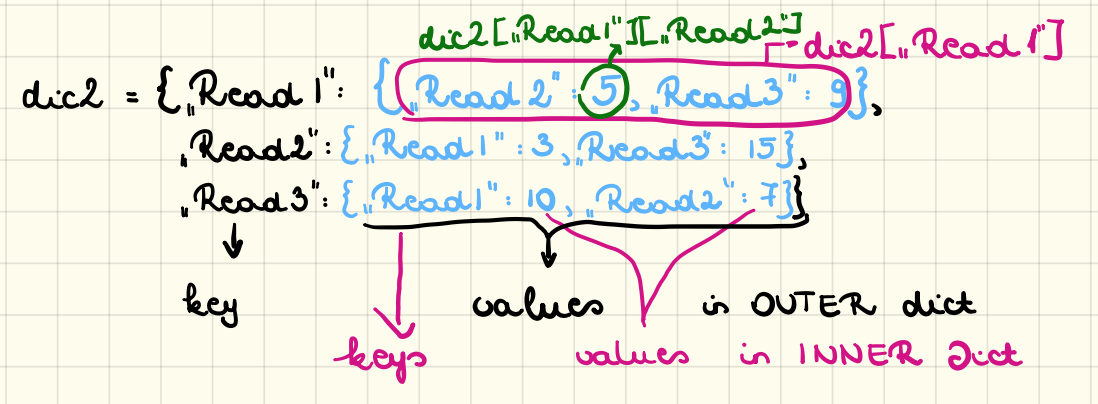 dic2["Read1"]["Read2"]
dic2["Read1"]
dic2 = {„Read1": {„Read2": 5, „Read3": 9},
„Read2": {„Read1": 3, „Read3": 15},
„Read3": {„Read1": 10, „Read2": 7}}
key values in OUTER dict
keys values in INNER Dict